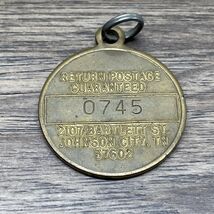 RETURN POSTAGE
GUARANTEED
0745
2107 BARTLETT ST.
JOHNSON CITY, TN
37602